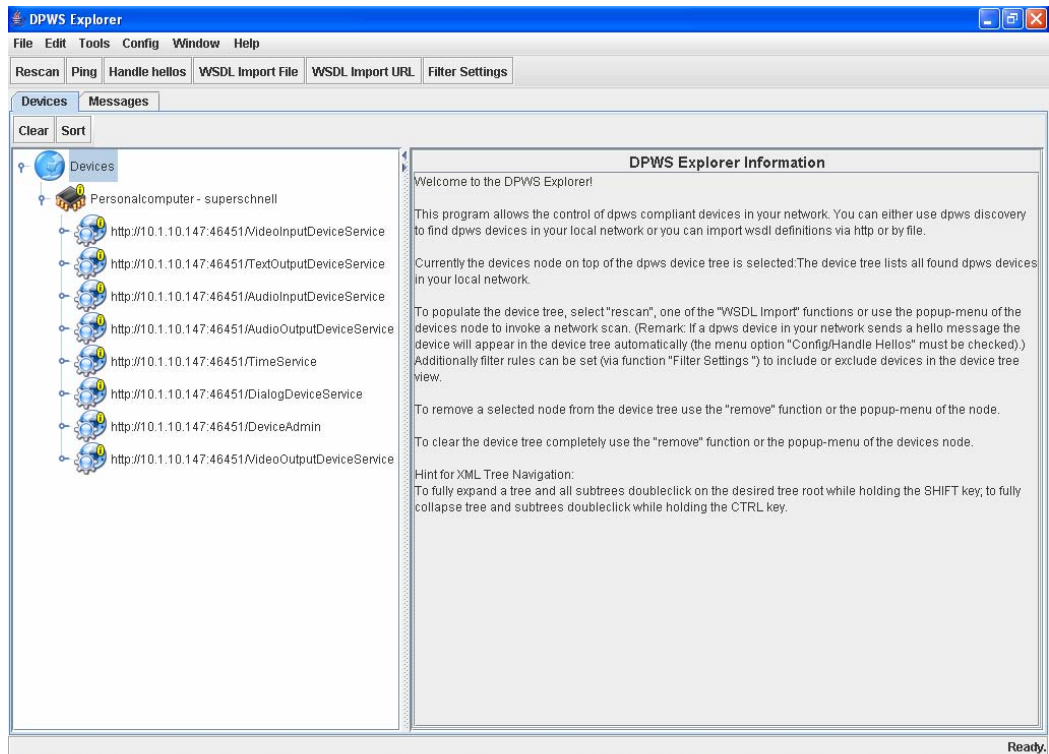 DPWS Explorer
File Edit Tools Config Window Help
Rescan Ping Handle hellos WSDL Import File WSDL Import URL Filter Settings
Devices Messages
Clear Sort
Devices
Personalcomputer - superschnell
http://10.1.10.147:46451/VideoInputDeviceService
http://10.1.10.147:46451/TextOutputDeviceService
http://10.1.10.147:46451/AudioInputDeviceService
http://10.1.10.147:46451/AudioOutputDeviceService
http://10.1.10.147:46451/TimeService
http://10.1.10.147:46451/DialogDeviceService
http://10.1.10.147:46451/DeviceAdmin
http://10.1.10.147:46451/VideoOutputDeviceService
DPWS Explorer Information
Welcome to the DPWS Explorer!
This program allows the control of dpws compliant devices in your network. You can either use dpws discovery
to find dpws devices in your local network or you can import wsdl definitions via http or by file.
Currently the devices node on top of the dpws device tree is selected:The device tree lists all found dpws devices
in your local network.
To populate the device tree, select "rescan", one of the "WSDL Import" functions or use the popup-menu of the
devices node to invoke a network scan. (Remark: If a dpws device in your network sends a hello message the
device will appear in the device tree automatically (the menu option "Config/Handle Hellos" must be checked).)
Additionally filter rules can be set (via function "Filter Settings ") to include or exclude devices in the device tree
view.
To remove a selected node from the device tree use the "remove" function or the popup-menu of the node.
To clear the device tree completely use the "remove" function or the popup-menu of the devices node.
Hint for XML Tree Navigation:
To fully expand a tree and all subtrees doubleclick on the desired tree root while holding the SHIFT key; to fully
collapse tree and subtrees doubleclick while holding the CTRL key.
Ready.